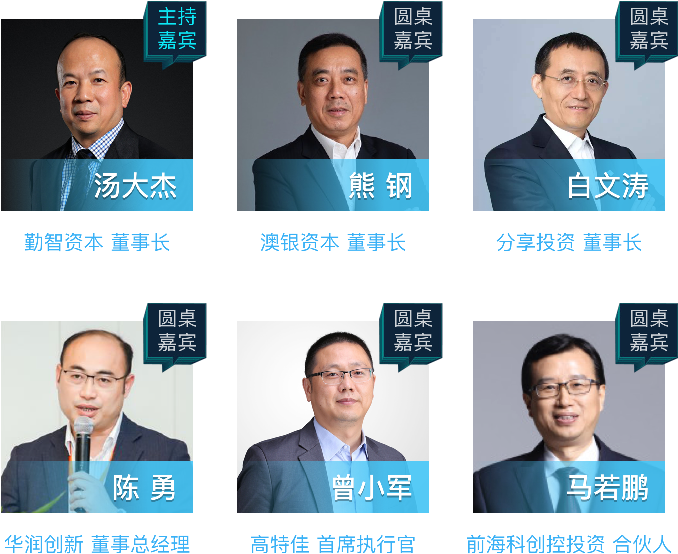 主持
嘉宾
圆桌
嘉宾
圆桌
嘉宾
汤大杰
熊 钢
白文涛
勤智资本 董事长
澳银资本 董事长
分享投资 董事长
圆桌
嘉宾
圆桌
嘉宾
圆桌
嘉宾
陈 勇
曾小军
马若鹏
华润创新 董事总经理
高特佳 首席执行官
前海科创控投资 合伙人